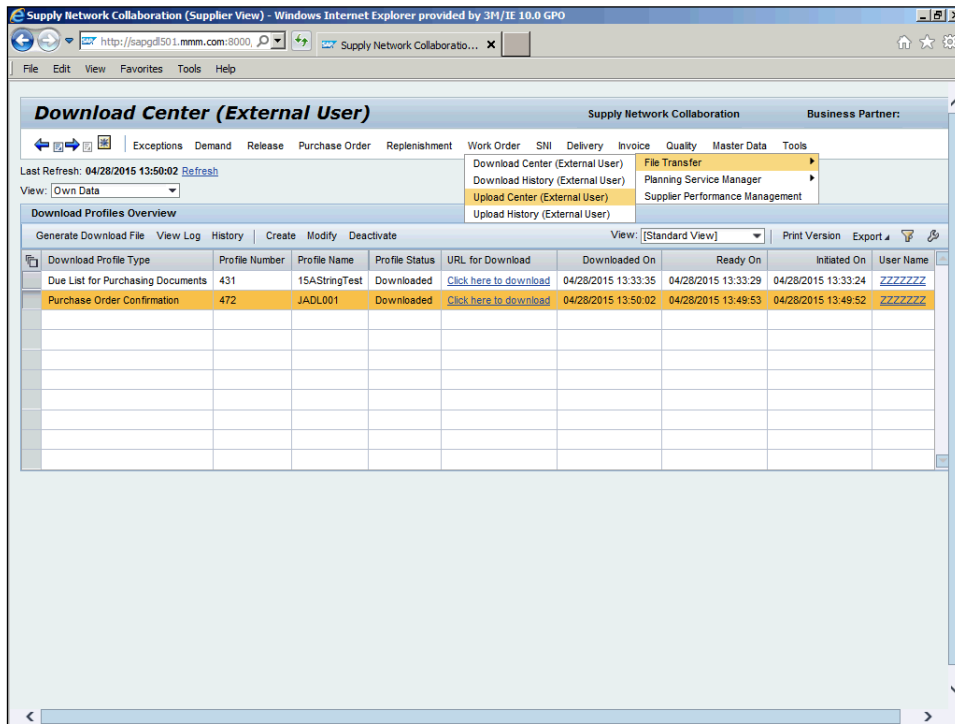 Supply Network Collaboration (Supplier View) - Windows Internet Explorer provided by 3M/IE 10.0 GPO
http://sapgdl501.mmm.com:8000,
Supply Network Collaboratio... X
File Edit View Favorites Tools Help
Download Center (External User)
Supply Network Collaboration
Business Partner:
Exceptions Demand Release Purchase Order Replenishment Work Order SNI Delivery Invoice Quality Master Data Tools
Download Center (External User)
Download History (External User)
Upload Center (External User)
Upload History (External User)
File Transfer
Planning Service Manager
Supplier Performance Management
Last Refresh: 04/28/2015 13:50:02 Refresh
View: Own Data
Download Profiles Overview
Generate Download File View Log History Create Modify Deactivate View: [Standard View] Print Version Export
Download Profile Type Profile Number Profile Name Profile Status URL for Download Downloaded On Ready On Initiated On User Name
Due List for Purchasing Documents 431 15AStringTest Downloaded Click here to download 04/28/2015 13:33:35 04/28/2015 13:33:29 04/28/2015 13:33:24 ZZZZZZZ
Purchase Order Confirmation 472 JADL001 Downloaded Click here to download 04/28/2015 13:50:02 04/28/2015 13:49:53 04/28/2015 13:49:52 ZZZZZZZ